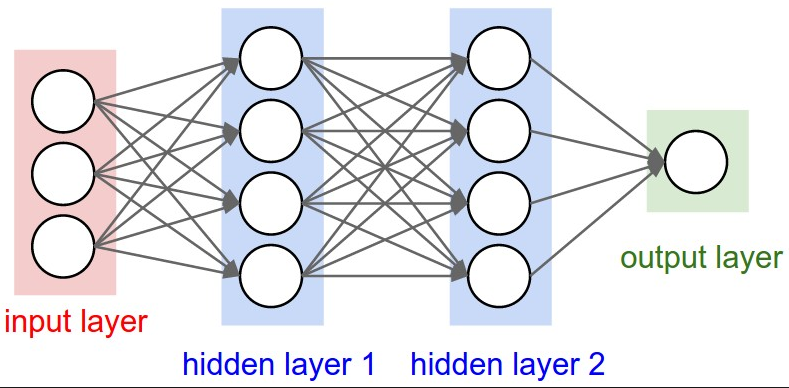 input layer
hidden layer 1
hidden layer 2
output layer